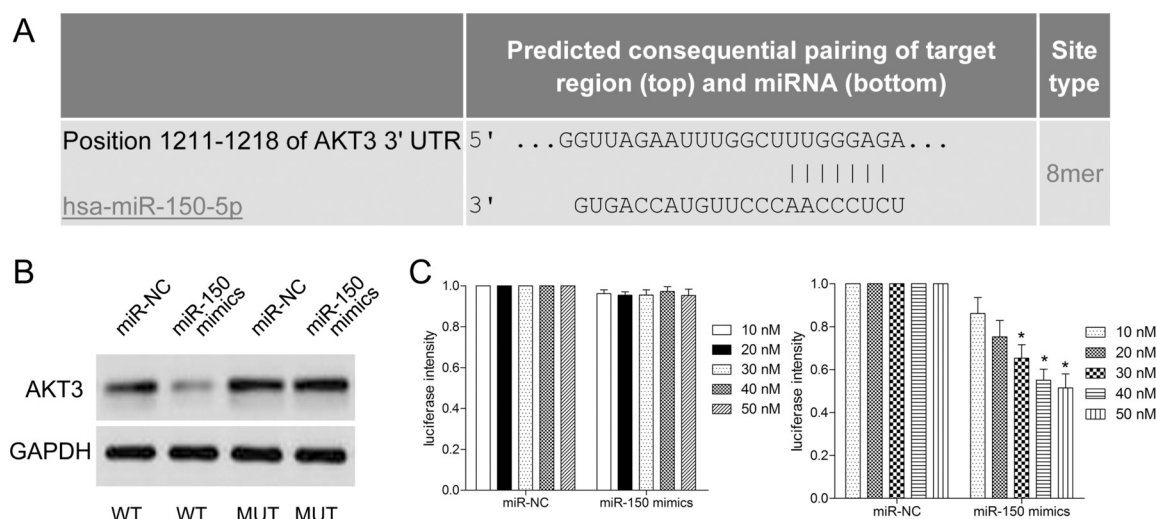 A
Predicted consequential pairing of target
region (top) and miRNA (bottom)
Site
type
Position 1211-1218 of AKT3 3' UTR
5' ...GGUUAGAAUUUGGCUUUGGGAGA...
|||||||
hsa-miR-150-5p
3' GUGACCAUGUUCCCAACCCUCU
8mer
B
miR-NC
miR-150
mimics
miR-NC
miR-150
mimics
AKT3
GAPDH
WT WT MUT MUT
C
luciferase intensity
1.0
0.8
0.6
0.4
0.2
0.0
miR-NC
miR-150 mimics
10 nM
20 nM
30 nM
40 nM
50 nM
luciferase intensity
1.0
0.8
0.6
0.4
0.2
0.0
* * *
miR-NC
miR-150 mimics
10 nM
20 nM
30 nM
40 nM
50 nM